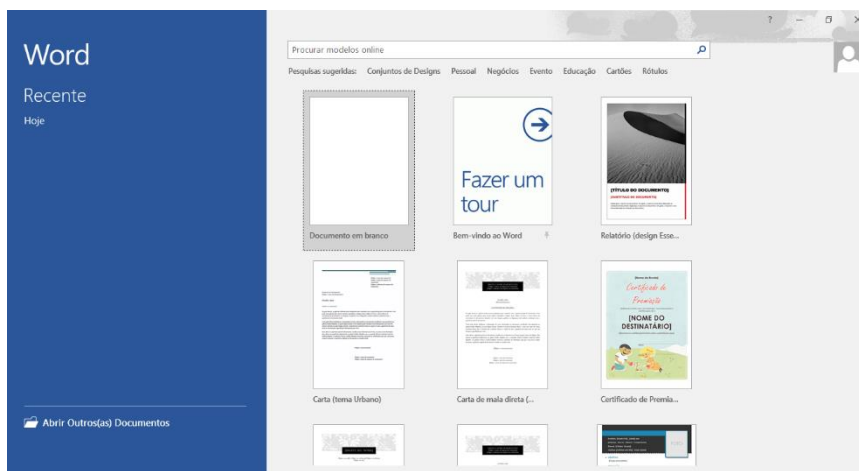 ?
Word
Procurar modelos online
Pesquisas sugeridas: Conjuntos de Designs Pessoal Negócios Evento Educação Cartões Rótulos
Recente
Hoje
Fazer um
tour
[TÍTULO DO DOCUMENTO]
Documento em branco
Bem-vindo ao Word
Relatório (design Esse...
Certificado de
Premiação
[NOME DO
DESTINATÁRIO]
Carta (tema Urbano)
Carta de mala direta (...
Certificado de Premia...
Abrir Outros(as) Documentos